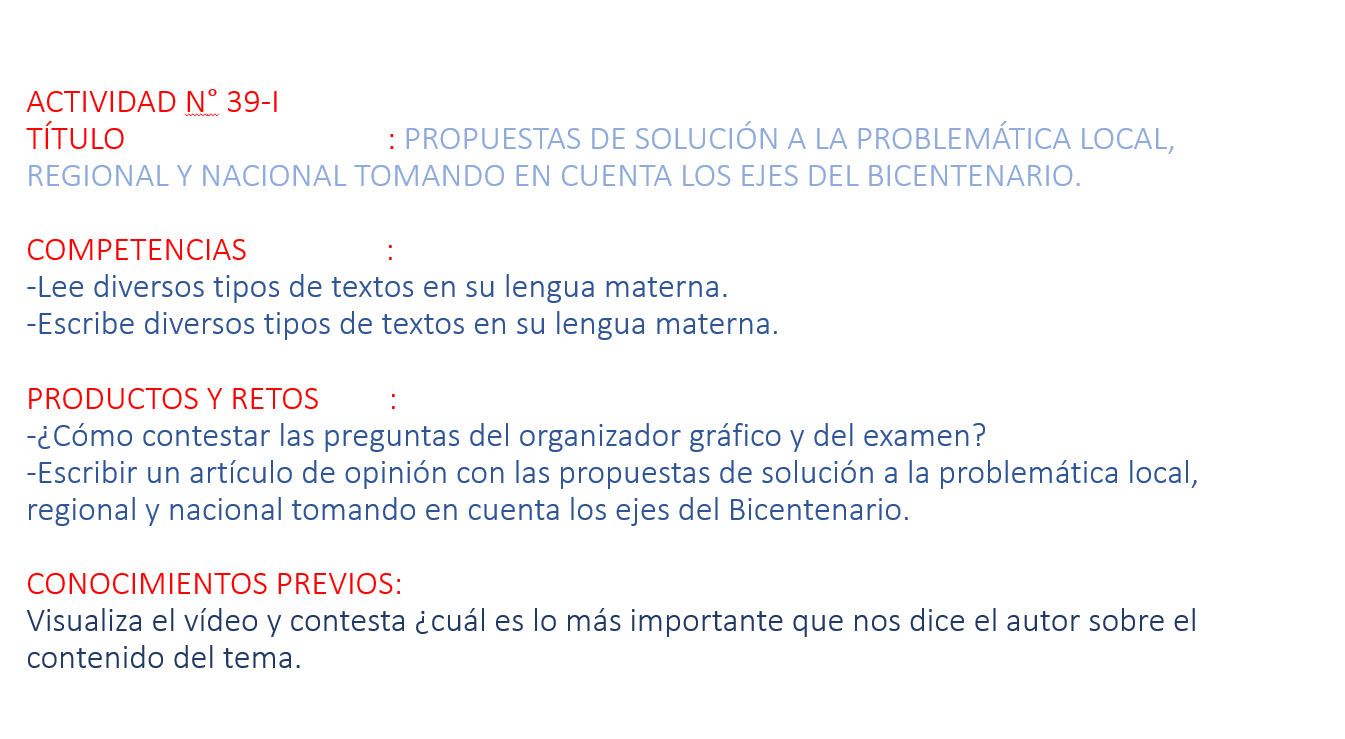 ACTIVIDAD N° 39-I
TÍTULO : PROPUESTAS DE SOLUCIÓN A LA PROBLEMÁTICA LOCAL,
REGIONAL Y NACIONAL TOMANDO EN CUENTA LOS EJES DEL BICENTENARIO.
COMPETENCIAS :
-Lee diversos tipos de textos en su lengua materna.
-Escribe diversos tipos de textos en su lengua materna.
PRODUCTOS Y RETOS :
-¿Cómo contestar las preguntas del organizador gráfico y del examen?
-Escribir un artículo de opinión con las propuestas de solución a la problemática local,
regional y nacional tomando en cuenta los ejes del Bicentenario.
CONOCIMIENTOS PREVIOS:
Visualiza el vídeo y contesta ¿cuál es lo más importante que nos dice el autor sobre el
contenido del tema.